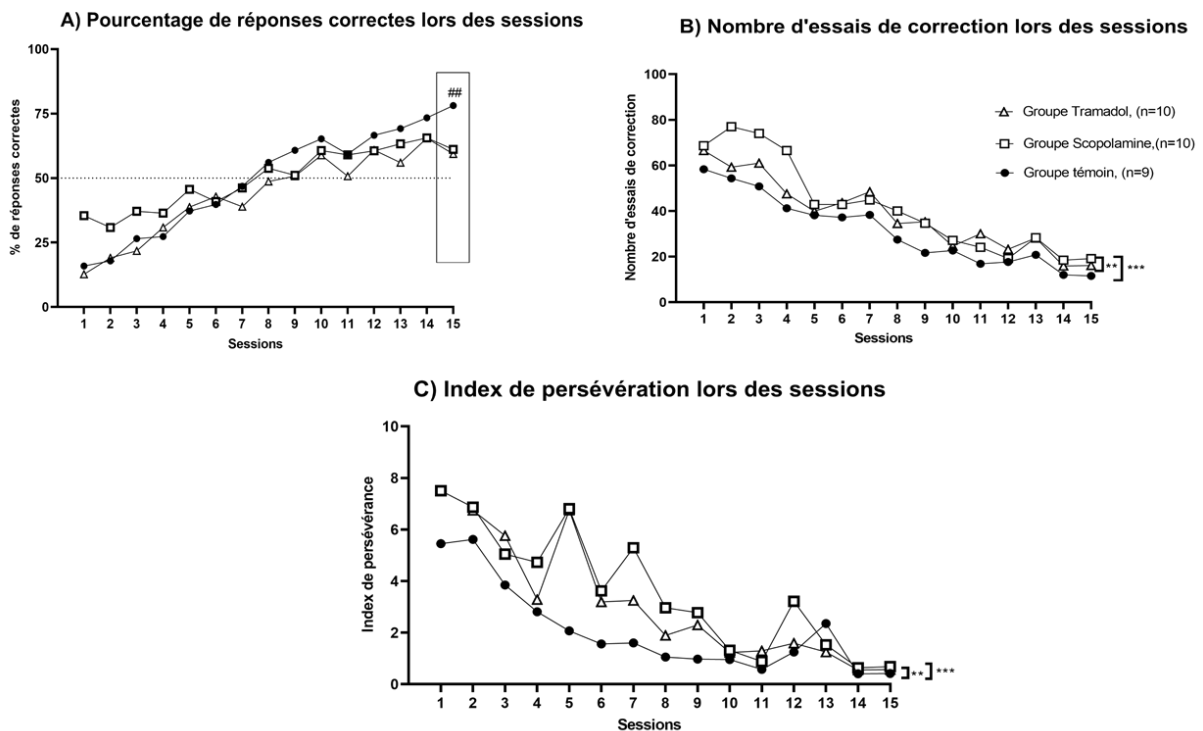 A) Pourcentage de réponses correctes lors des sessions
100
75
50
25
0
% de réponses correctes
##
1 2 3 4 5 6 7 8 9 10 11 12 13 14 15
Sessions
B) Nombre d'essais de correction lors des sessions
100
80
60
40
20
0
Nombre d'essais de correction
Groupe Tramadol, (n=10)
Groupe Scopolamine,(n=10)
Groupe témoin, (n=9)
** ***
1 2 3 4 5 6 7 8 9 10 11 12 13 14 15
Sessions
C) Index de persévération lors des sessions
10
8
6
4
2
0
Index de persévérance
** ***
1 2 3 4 5 6 7 8 9 10 11 12 13 14 15
Sessions